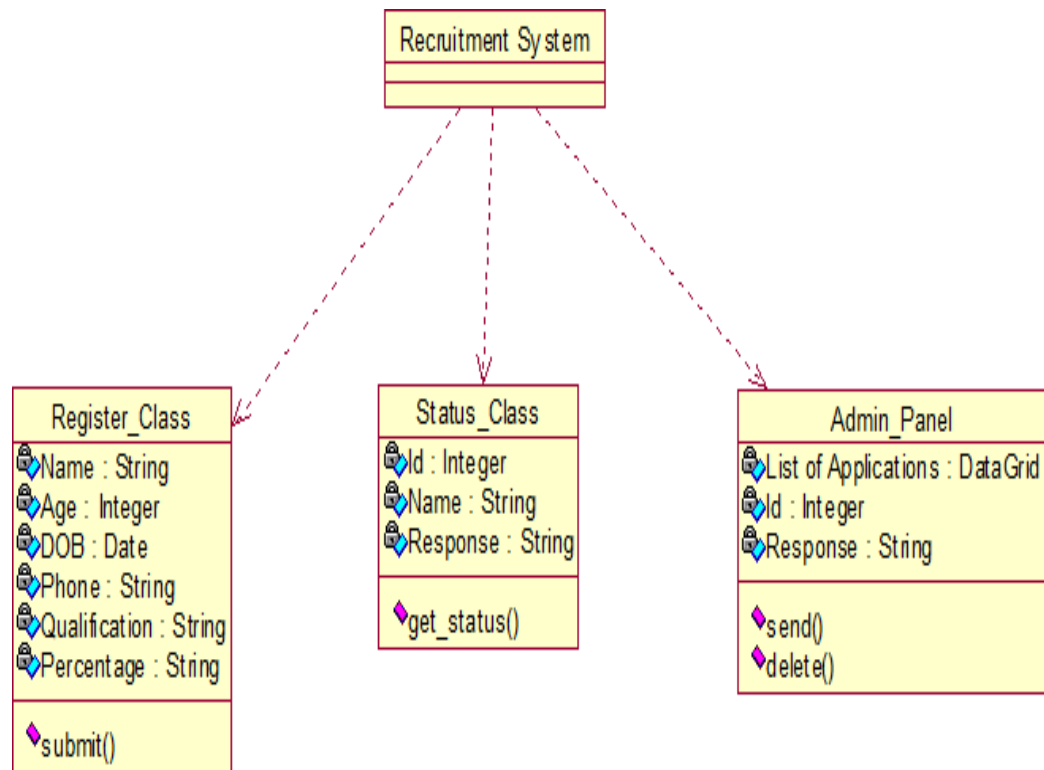 Recruitment System
Register_Class
Name : String
Age : Integer
DOB : Date
Phone : String
Qualification : String
Percentage : String
submit()
Status_Class
Id : Integer
Name : String
Response : String
get_status()
Admin_Panel
List of Applications : DataGrid
Id : Integer
Response : String
send()
delete()